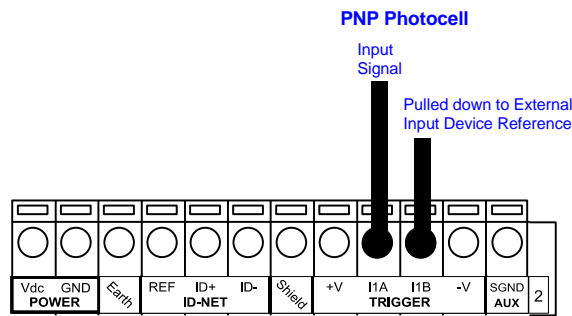 PNP Photocell
Input
Signal
Pulled down to External
Input Device Reference
Vdc GND Earth REF ID+ ID- Shield +V I1A I1B -V SGND 2
POWER ID-NET TRIGGER AUX